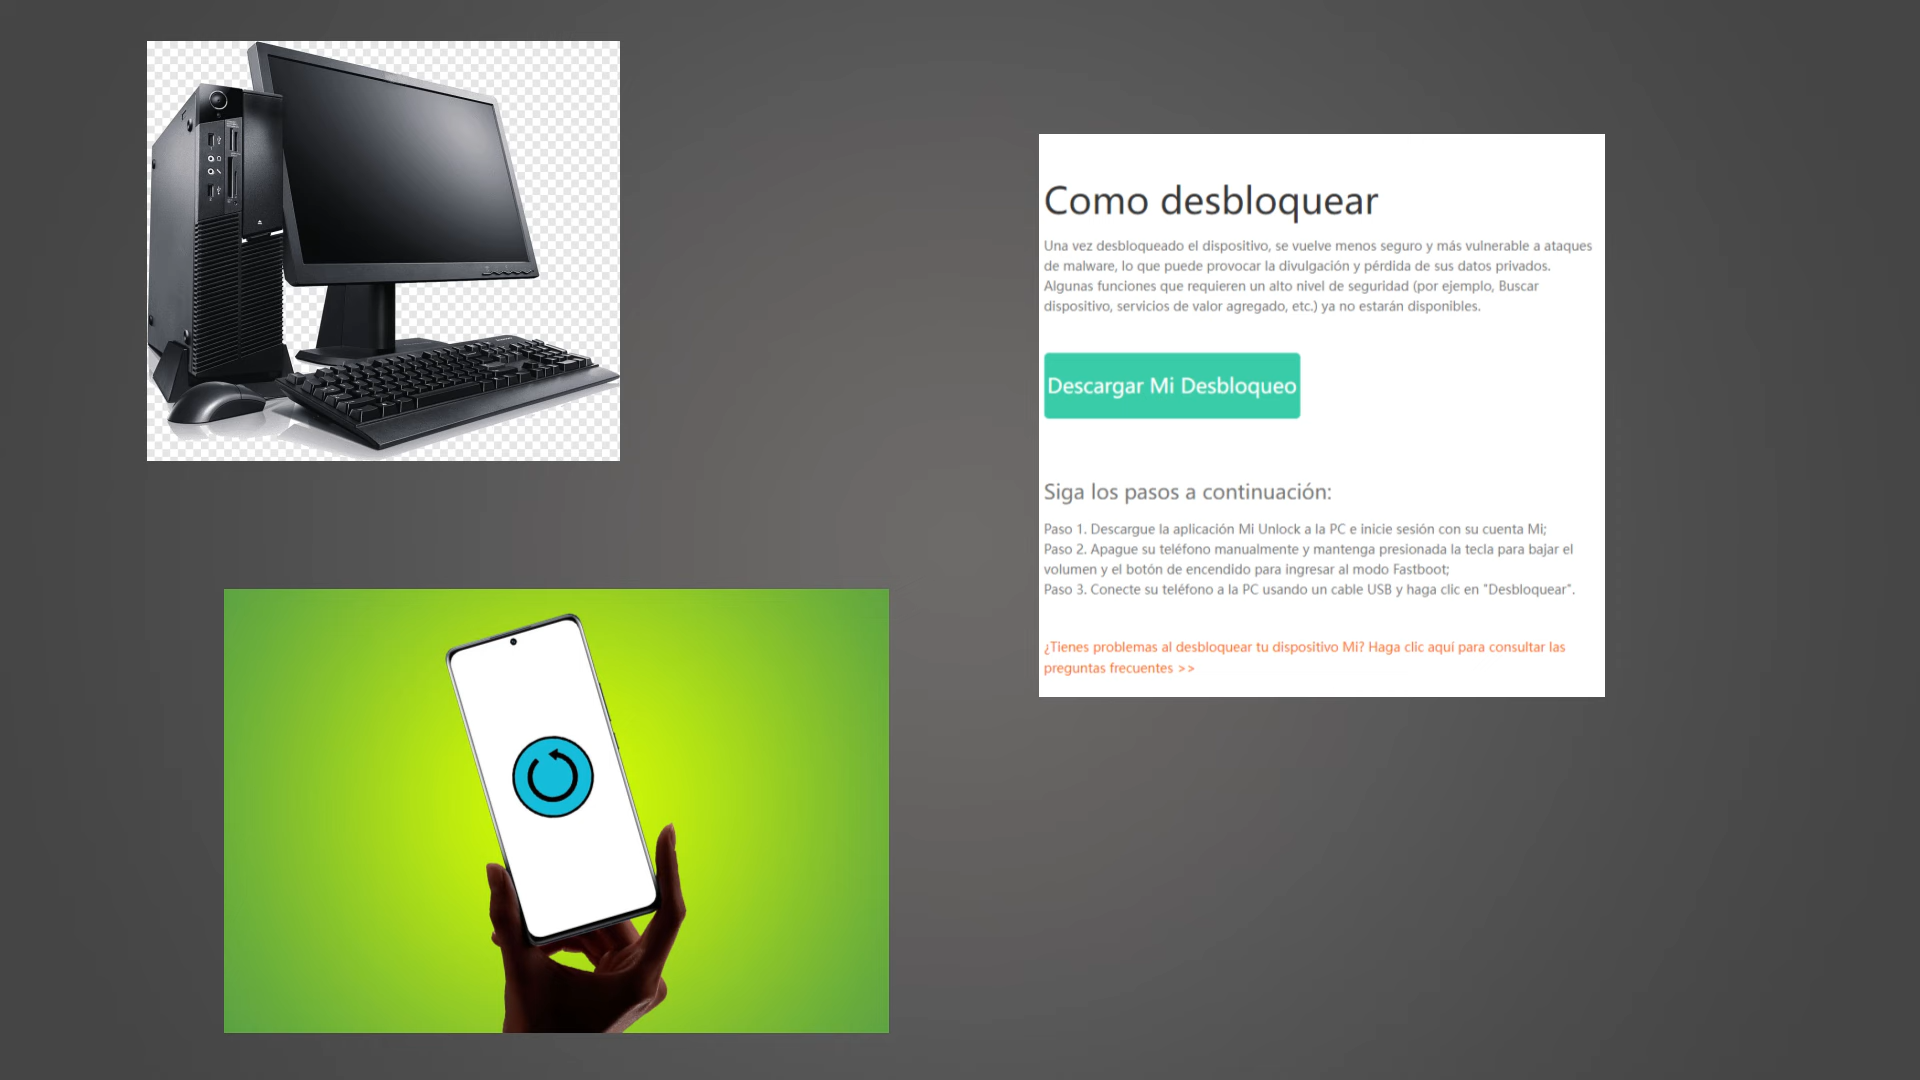 Como desbloquear
Una vez desbloqueado el dispositivo, se vuelve menos seguro y más vulnerable a ataques
de malware, lo que puede provocar la divulgación y pérdida de sus datos privados.
Algunas funciones que requieren un alto nivel de seguridad (por ejemplo, Buscar
dispositivo, servicios de valor agregado, etc.) ya no estarán disponibles.
Descargar Mi Desbloqueo
Siga los pasos a continuación:
Paso 1. Descargue la aplicación Mi Unlock a la PC e inicie sesión con su cuenta Mi;
Paso 2. Apague su teléfono manualmente y mantenga presionada la tecla para bajar el
volumen y el botón de encendido para ingresar al modo Fastboot;
Paso 3. Conecte su teléfono a la PC usando un cable USB y haga clic en "Desbloquear".
¿Tienes problemas al desbloquear tu dispositivo Mi? Haga clic aquí para consultar las
preguntas frecuentes >>